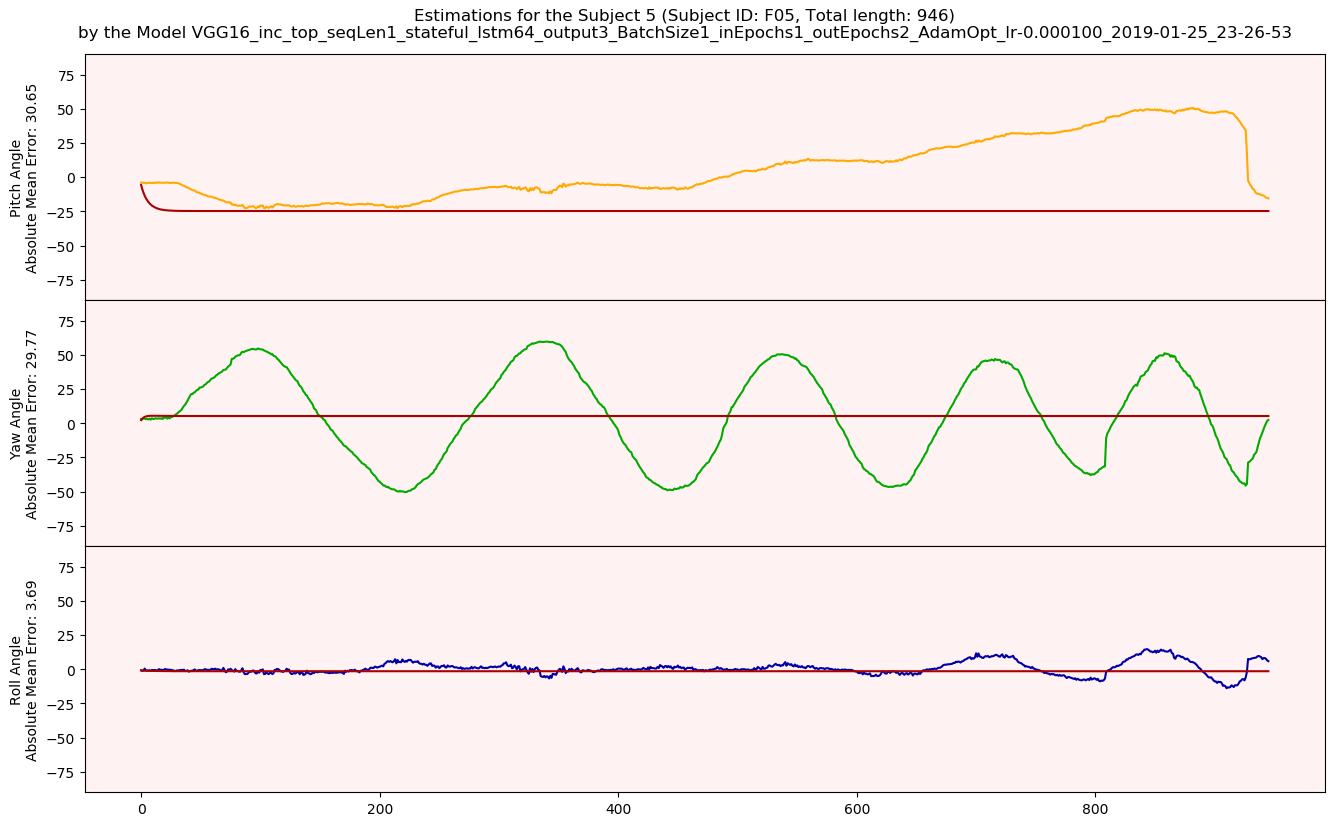 Estimations for the Subject 5 (Subject ID: F05, Total length: 946)
by the Model VGG16_inc_top_seqLen1_stateful_lstm64_output3_BatchSize1_inEpochs1_outEpochs2_AdamOpt_lr-0.000100_2019-01-25_23-26-53
Pitch Angle
Absolute Mean Error: 30.65
75
50
25
0
−25
−50
−75
Yaw Angle
Absolute Mean Error: 29.77
75
50
25
0
−25
−50
−75
Roll Angle
Absolute Mean Error: 3.69
75
50
25
0
−25
−50
−75
0 200 400 600 800